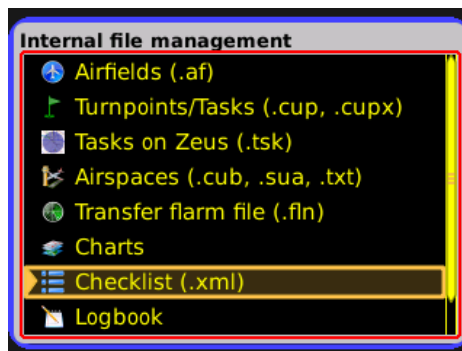 Internal file management
Airfields (.af)
Turnpoints/Tasks (.cup, .cupx)
Tasks on Zeus (.tsk)
Airspaces (.cub, .sua, .txt)
Transfer flarm file (.fln)
Charts
Checklist (.xml)
Logbook